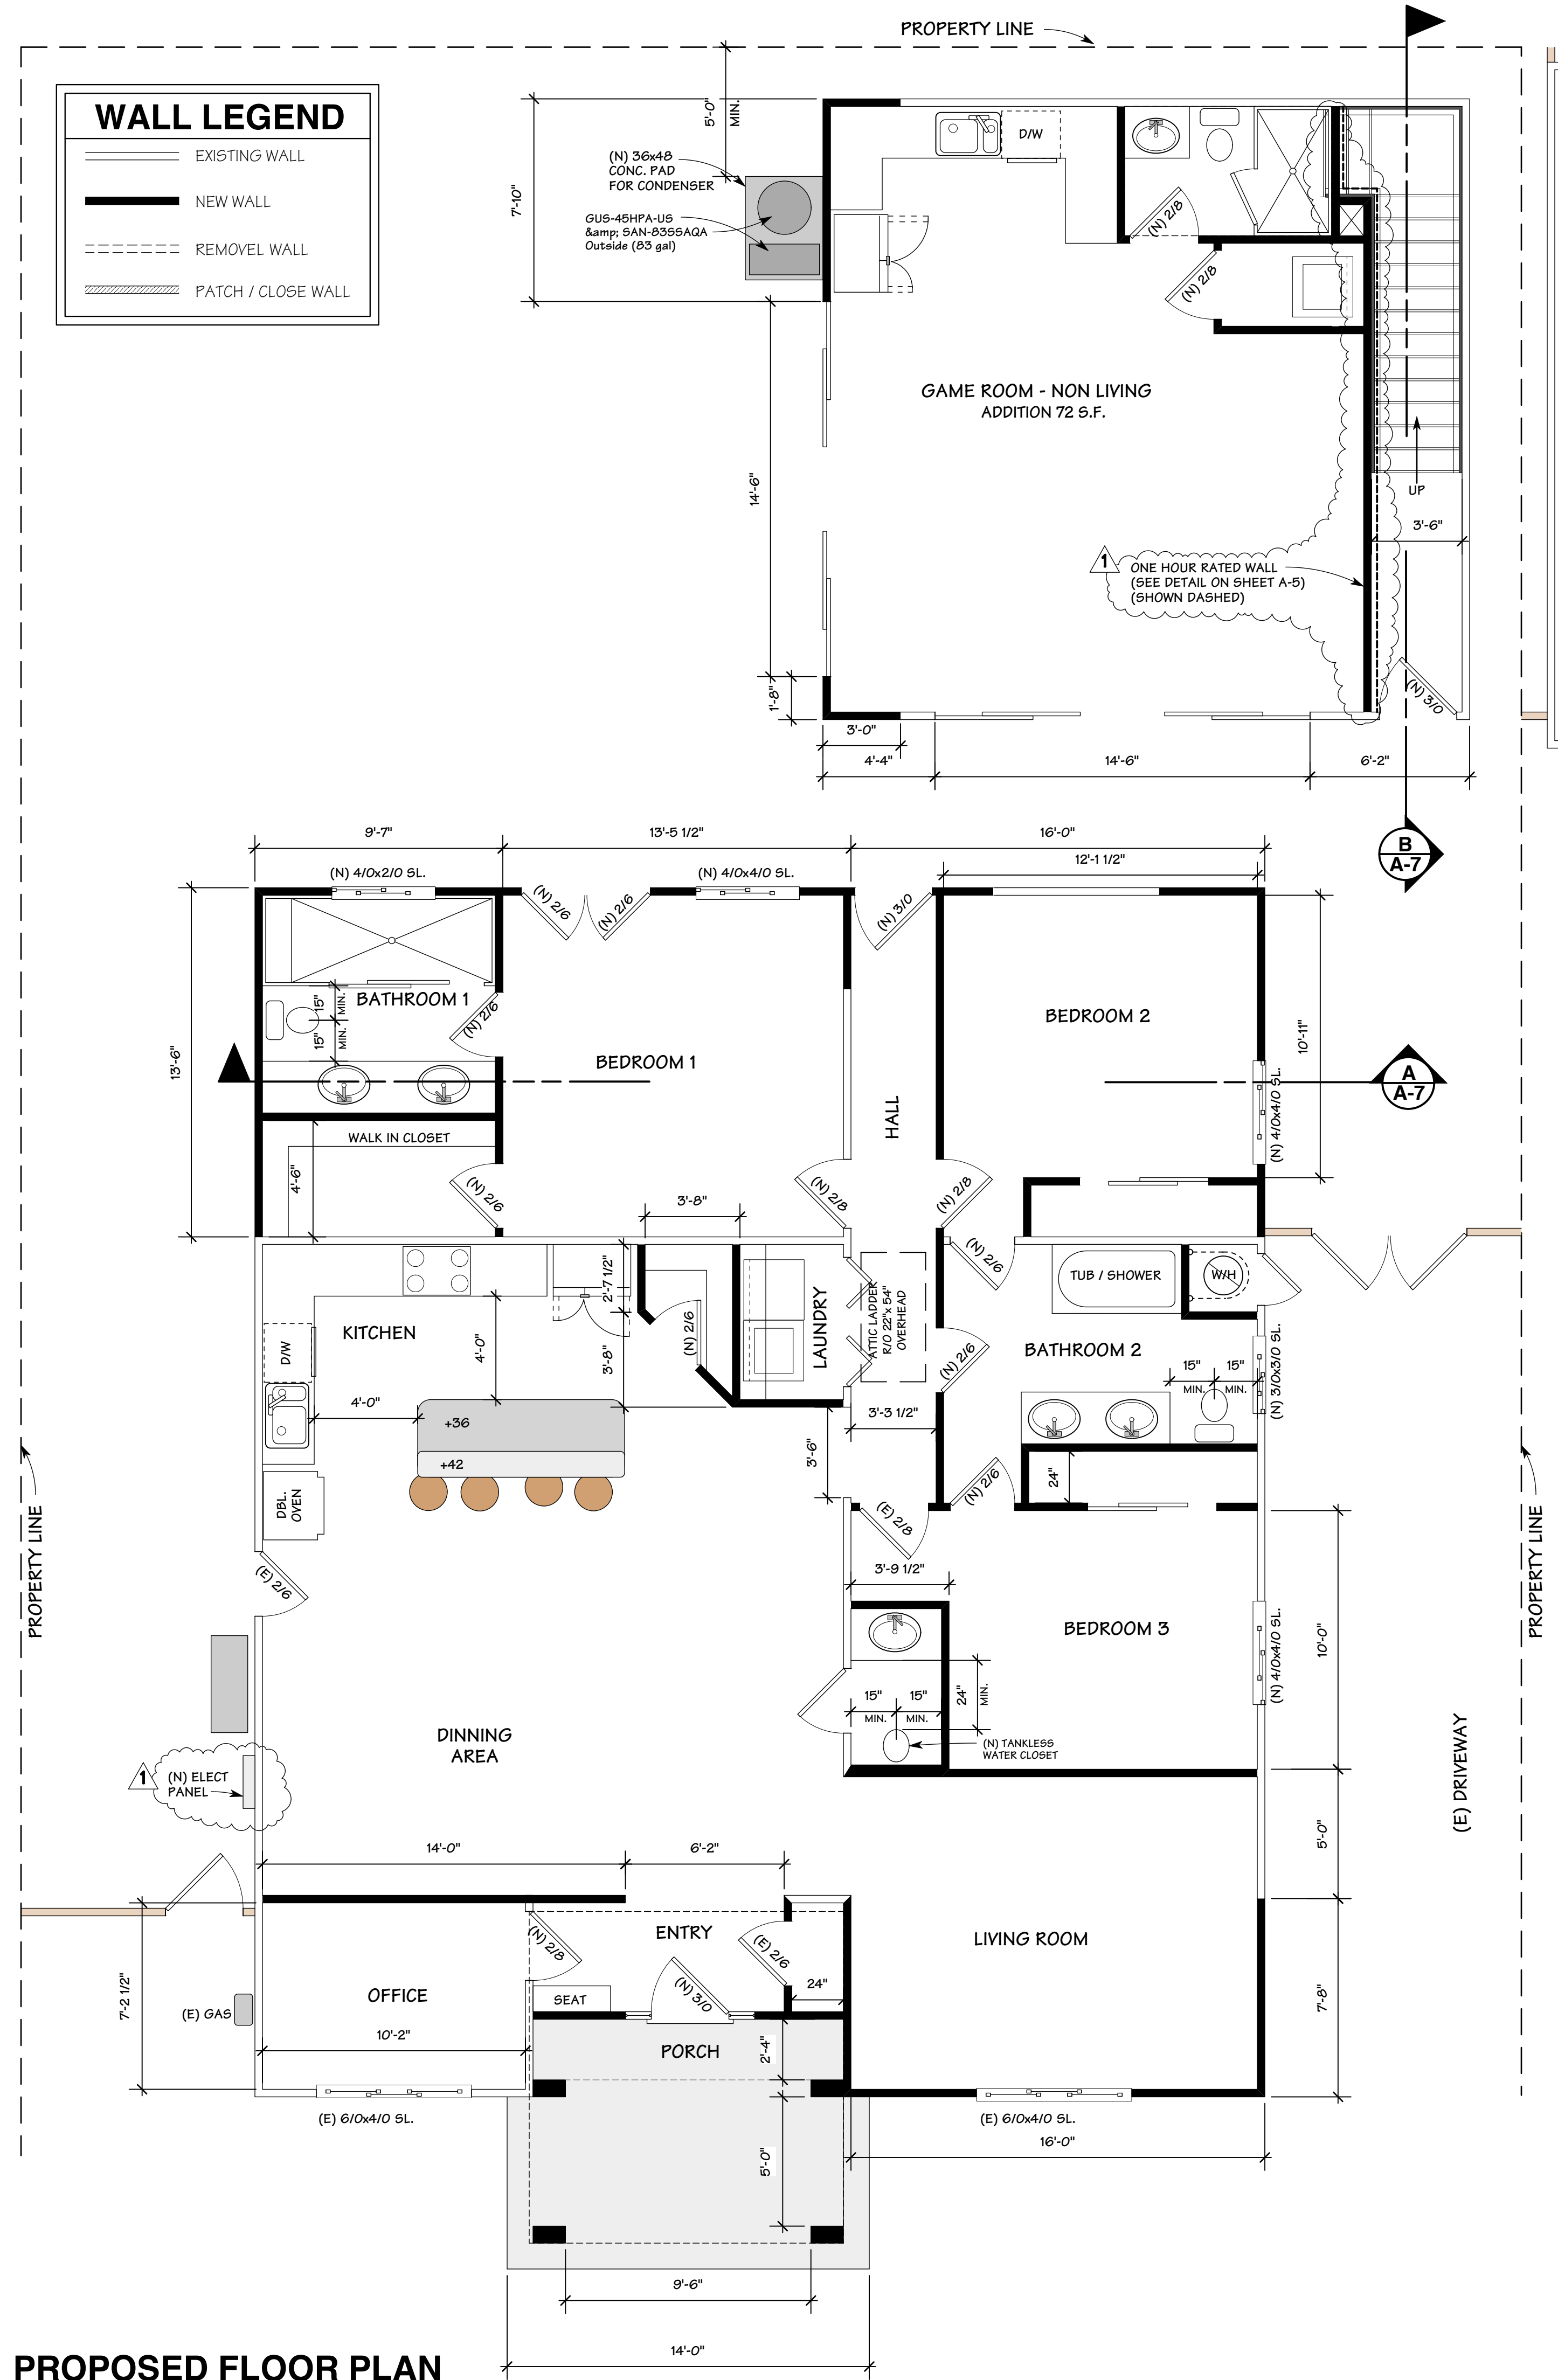 PROPERTY LINE
WALL LEGEND
EXISTING WALL
NEW WALL
REMOVEL WALL
PATCH / CLOSE WALL
5'-0"
MIN.
7'-10"
(N) 36x48
CONC. PAD
FOR CONDENSER
GUS-45HPA-US
&amp; SAN-83SSAQA
Outside (83 gal)
D/W
(N) 2/8
(N) 2/8
GAME ROOM - NON LIVING
ADDITION 72 S.F.
14'-6"
UP
3'-6"
1
ONE HOUR RATED WALL
(SEE DETAIL ON SHEET A-5)
(SHOWN DASHED)
1'-8"
(N) 3/0
3'-0"
4'-4"
14'-6"
6'-2"
B
A-7
9'-7"
13'-5 1/2"
16'-0"
12'-1 1/2"
(N) 4/0x2/0 SL.
(N) 4/0x4/0 SL.
(N) 2/6
(N) 2/6
(N) 3/0
BATHROOM 1
15"
MIN.
15"
MIN.
(N) 2/6
13'-6"
BEDROOM 1
BEDROOM 2
10'-11"
HALL
A
A-7
(N) 4/0x4/0 SL.
WALK IN CLOSET
4'-6"
(N) 2/6
3'-8"
(N) 2/8
(N) 2/8
(N) 2/6
2'-7 1/2"
KITCHEN
D/W
4'-0"
3'-8"
(N) 2/6
LAUNDRY
ATTIC LADDER
R/O 22"x 54"
OVERHEAD
TUB / SHOWER
W/H
(N) 2/6
BATHROOM 2
15"
15"
MIN.
MIN.
(N) 3/0x3/0 SL.
4'-0"
+36
+42
3'-3 1/2"
3'-6"
DBL.
OVEN
24"
(N) 2/6
(E) 2/8
(E) 2/6
3'-9 1/2"
PROPERTY LINE
PROPERTY LINE
BEDROOM 3
10'-0"
(N) 4/0x4/0 SL.
24"
MIN.
15"
15"
MIN.
MIN.
(N) TANKLESS
WATER CLOSET
DINNING
AREA
1
(N) ELECT
PANEL
(E) DRIVEWAY
5'-0"
14'-0"
6'-2"
ENTRY
(N) 2/8
(E) 2/6
LIVING ROOM
OFFICE
SEAT
(N) 3/0
24"
7'-2 1/2"
(E) GAS
7'-8"
10'-2"
PORCH
2'-4"
(E) 6/0x4/0 SL.
(E) 6/0x4/0 SL.
16'-0"
5'-0"
9'-6"
14'-0"
PROPOSED FLOOR PLAN